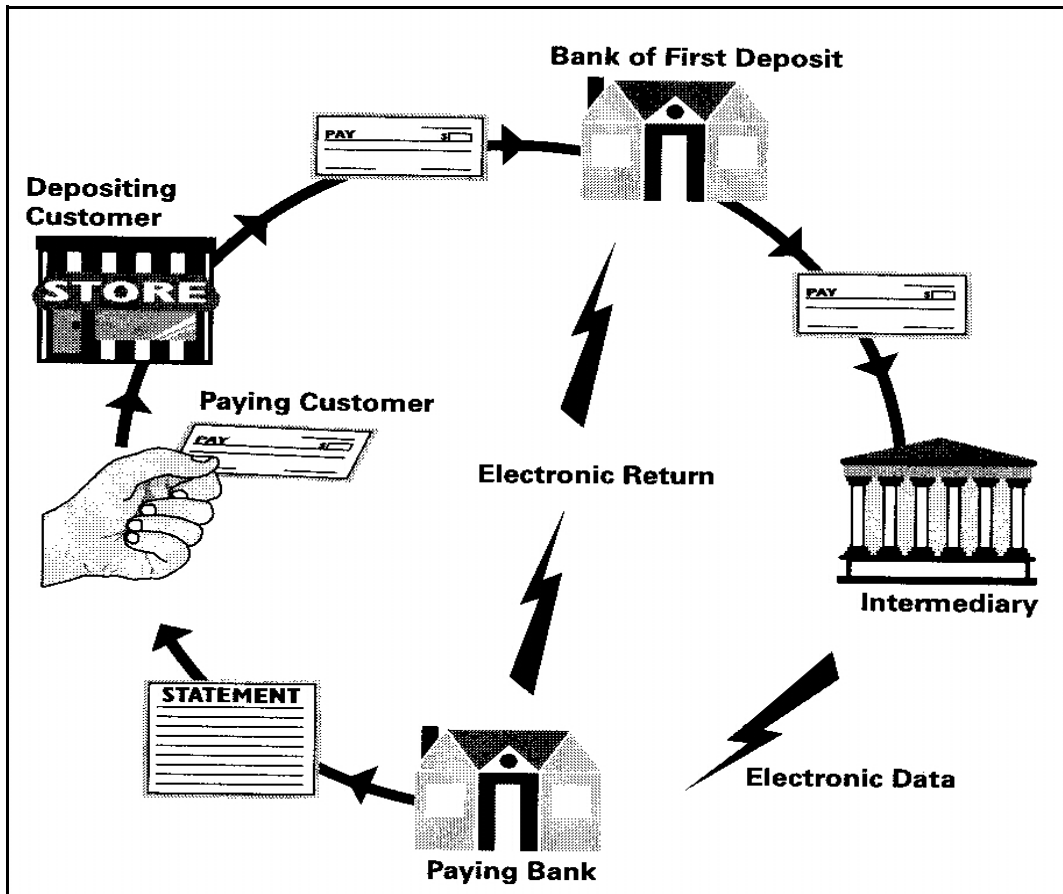 Bank of First Deposit
PAY $
Depositing
Customer
STORE
PAY $
Paying Customer
PAY $
Electronic Return
Intermediary
STATEMENT
Electronic Data
Paying Bank